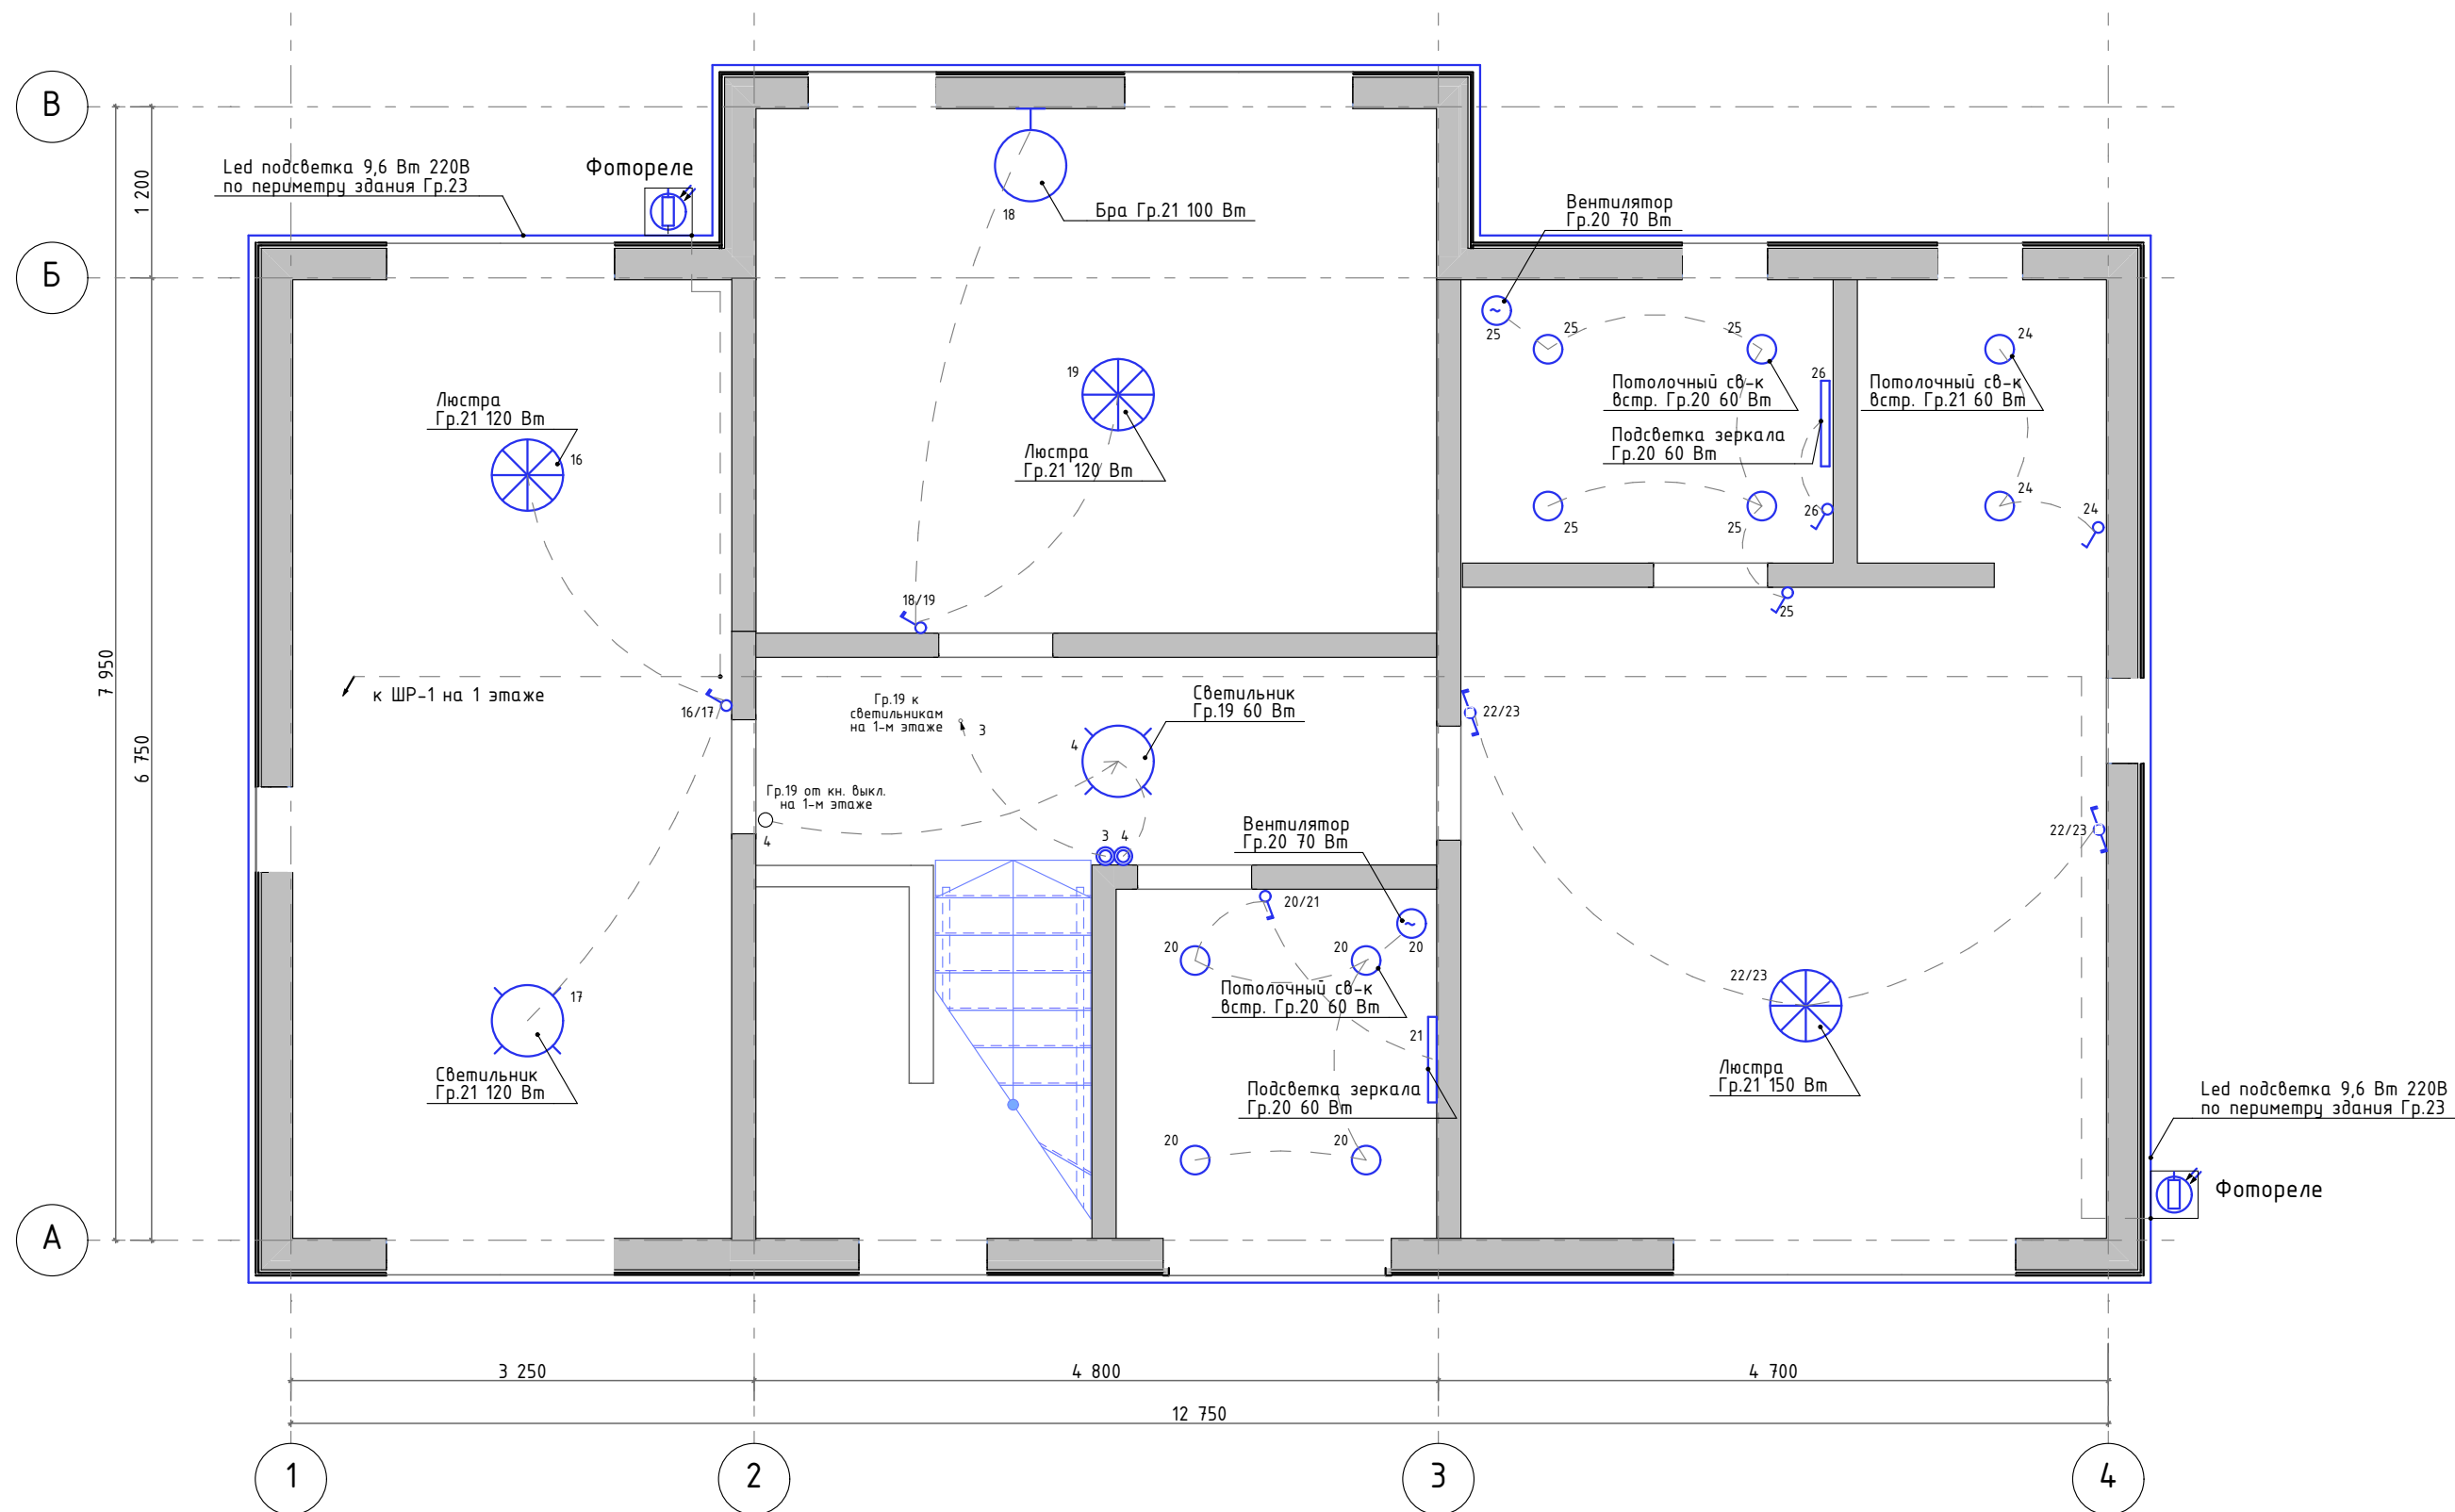 В
Led подсветка 9,6 Вт 220В
по периметру здания Гр.23
Фотореле
1 200
18
Бра Гр.21 100 Вт
Вентилятор
Гр.20 70 Вт
Б
25
25
25
24
19
26
Люстра
Гр.21 120 Вт
16
Люстра
Гр.21 120 Вт
Потолочный св-к
встр. Гр.20 60 Вт
Потолочный св-к
встр. Гр.21 60 Вт
Подсветка зеркала
Гр.20 60 Вт
24
26
25
25
24
18/19
25
7 950
6 750
к ШР-1 на 1 этаже
16/17
Гр.19 к
светильникам
на 1-м этаже
3
Светильник
Гр.19 60 Вт
4
22/23
Гр.19 от кн. выкл.
на 1-м этаже
4
3 4
Вентилятор
Гр.20 70 Вт
22/23
20/21
20
20
20
Потолочный св-к
встр. Гр.20 60 Вт
22/23
17
21
Светильник
Гр.21 120 Вт
Подсветка зеркала
Гр.20 60 Вт
Люстра
Гр.21 150 Вт
Led подсветка 9,6 Вт 220В
по периметру здания Гр.23
20
20
Фотореле
А
3 250
4 800
4 700
12 750
1
2
3
4